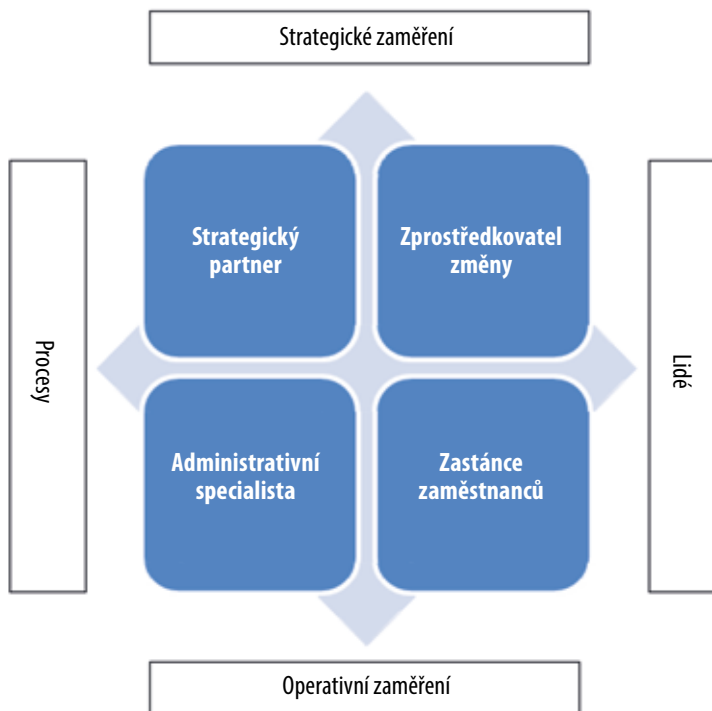 Strategické zaměření
Procesy
Strategický
partner
Zprostředkovatel
změny
Lidé
Administrativní
specialista
Zastánce
zaměstnanců
Operativní zaměření